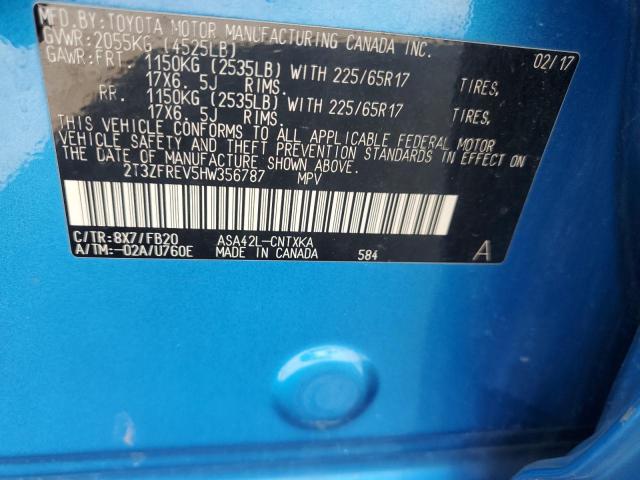 MFD.BY:TOYOTA MOTOR MANUFACTURING CANADA INC.
GVWR:2055KG (4525LB) 02/17
GAWR:FRT. 1150KG (2535LB) WITH 225/65R17 TIRES,
17X6.5J RIMS.
RR. 1150KG (2535LB) WITH 225/65R17 TIRES,
17X6.5J RIMS.
THIS VEHICLE CONFORMS TO ALL APPLICABLE FEDERAL MOTOR
VEHICLE SAFETY AND THEFT PREVENTION STANDARDS IN EFFECT ON
THE DATE OF MANUFACTURE SHOWN ABOVE.
2T3ZFREV5HW356787 MPV
C/TR:8X7/FB20 ASA42L-CNTXKA A
A/TM:-02A/U760E MADE IN CANADA 584